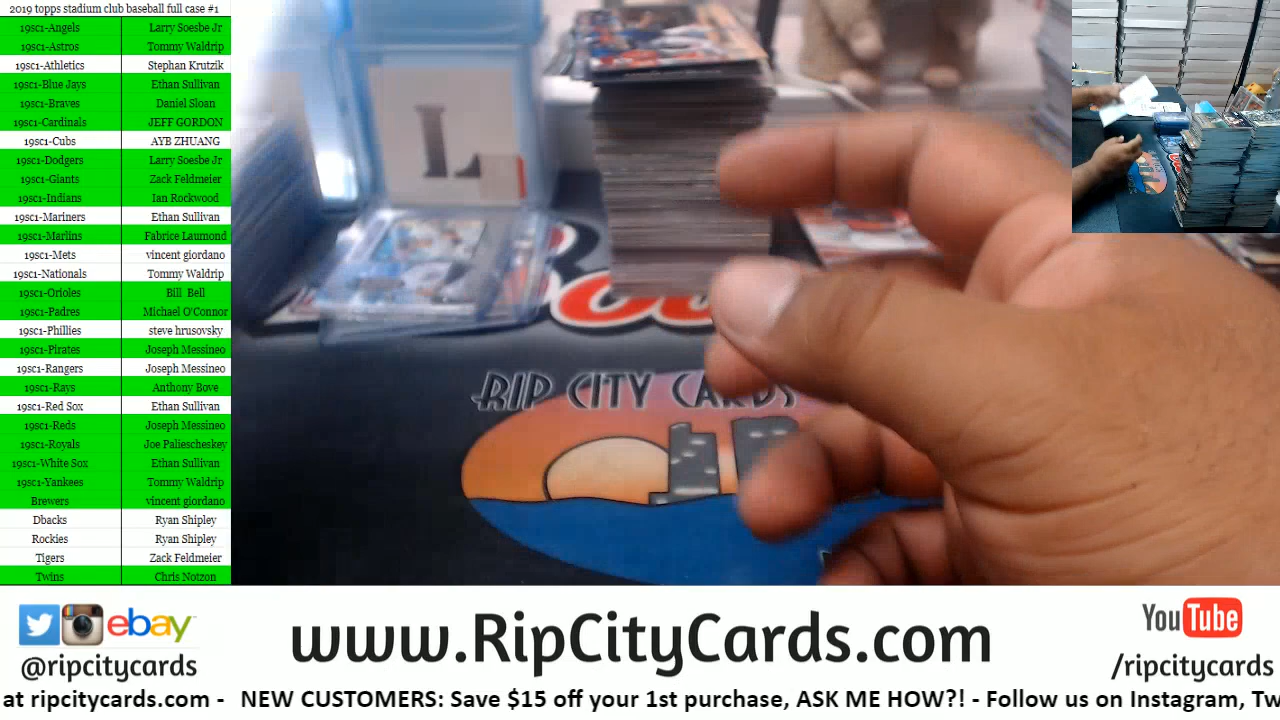 2019 topps stadium club baseball full case #1
19sc1-Angels Larry Soesbe Jr
19sc1-Astros Tommy Waldrip
19sc1-Athletics Stephan Krutzik
19sc1-Blue Jays Ethan Sullivan
19sc1-Braves Daniel Sloan
19sc1-Cardinals JEFF GORDON
19sc1-Cubs AYB ZHUANG
19sc1-Dodgers Larry Soesbe Jr
19sc1-Giants Zack Feldmeier
19sc1-Indians Ian Rockwood
19sc1-Mariners Ethan Sullivan
19sc1-Marlins Fabrice Laumond
19sc1-Mets vincent giordano
19sc1-Nationals Tommy Waldrip
19sc1-Orioles Bill Bell
19sc1-Padres Michael O'Connor
19sc1-Phillies steve hrusovsky
19sc1-Pirates Joseph Messineo
19sc1-Rangers Joseph Messineo
19sc1-Rays Anthony Bove
19sc1-Red Sox Ethan Sullivan
19sc1-Reds Joseph Messineo
19sc1-Royals Joe Paliescheskey
19sc1-White Sox Ethan Sullivan
19sc1-Yankees Tommy Waldrip
Brewers vincent giordano
Dbacks Ryan Shipley
Rockies Ryan Shipley
Tigers Zack Feldmeier
Twins Chris Notzon
L
RIP CITY CARDS
ebay
@ripcitycards
www.RipCityCards.com
YouTube
/ripcitycards
at ripcitycards.com - NEW CUSTOMERS: Save $15 off your 1st purchase, ASK ME HOW?! - Follow us on Instagram, Tw